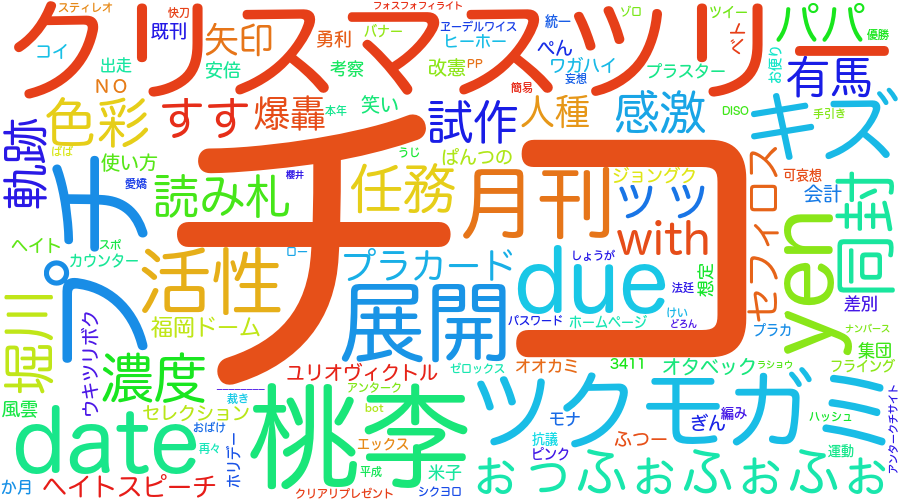 クリスマスツリー
チコ
プチ
桃李
ツクモガミ
おっふぉふぉふぉ
キズ
yen
同封
due
date
展開
月刊
ッッ
with
活性
濃度
任務
読み札
色彩
すす
爆轟
試作
人種
感激
有馬
パパ
軌跡
堀川
セフィロス
プラカード
福岡ドーム
ユリオヴィクトル
ヘイトスピーチ
セレクション
ウキツリボク
オタベック
オオカミ
3411
ホームページ
パスワード
ゼロックス
アンターク
bot
エックス
平成
米子
クリアリプレゼント
シクヨロ
ピンク
抗議
モナ
ふつー
ぎん
編み
運動
ハッシュ
アンタークチサイト
フライング
集団
ナンバース
差別
プラカ
ラショウ
想定
法廷
しょうが
けい
どろん
会計
可哀想
ジョングク
ぱんつの
うじ
櫻井
ロー
使い方
愛嬌
ぱぱ
ヘイト
スポ
カウンター
風雲
か月
ホリデー
おばけ
再々
裁き
________
スティレオ
快刀
既刊
矢印
コイ
出走
NO
安倍
勇利
フォスフォフィライト
バナー
ヱヂーデルワイス
ヒーホー
考察
改憲
PP
笑い
本年
統一
ぺん
ワガハイ
妄想
簡易
プラスター
ゾロ
ツイー
ベト
お便り
優勝
DISO
手引き